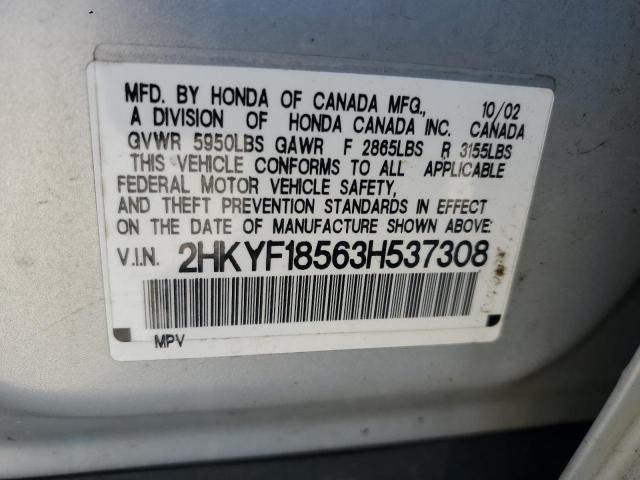 MFD. BY HONDA OF CANADA MFG., 10/02
A DIVISION OF HONDA CANADA INC. CANADA
GVWR 5950LBS GAWR F 2865LBS R 3155LBS
THIS VEHICLE CONFORMS TO ALL APPLICABLE
FEDERAL MOTOR VEHICLE SAFETY,
AND THEFT PREVENTION STANDARDS IN EFFECT
ON THE DATE OF MANUFACTURE SHOWN ABOVE.
V.I.N. 2HKYF18563H537308
MPV